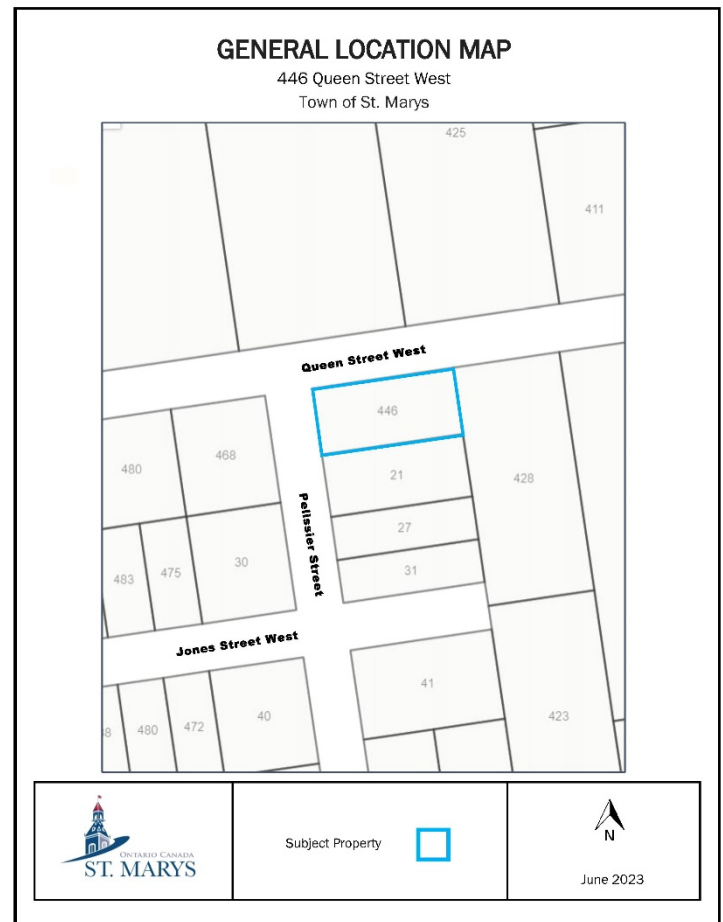 GENERAL LOCATION MAP
446 Queen Street West
Town of St. Marys
425
411
Queen Street West
446
480
468
21
428
27
Pelissier Street
483
475
30
31
Jones Street West
41
480
472
40
423
ONTARIO CANADA
ST. MARYS
Subject Property
N
June 2023